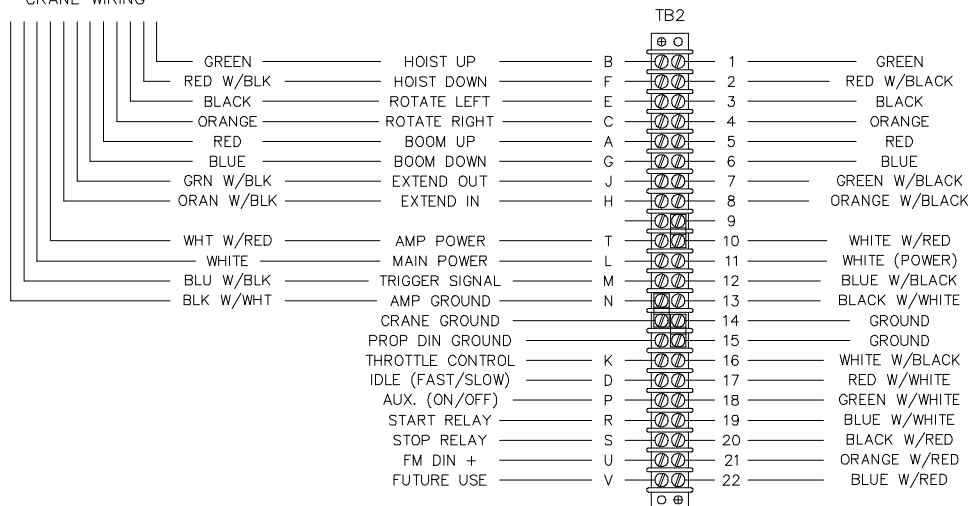 CRANE WIRING
TB2
GREEN HOIST UP B 1 GREEN
RED W/BLK HOIST DOWN F 2 RED W/BLACK
BLACK ROTATE LEFT E 3 BLACK
ORANGE ROTATE RIGHT C 4 ORANGE
RED BOOM UP A 5 RED
BLUE BOOM DOWN G 6 BLUE
GRN W/BLK EXTEND OUT J 7 GREEN W/BLACK
ORAN W/BLK EXTEND IN H 8 ORANGE W/BLACK
9
WHT W/RED AMP POWER T 10 WHITE W/RED
WHITE MAIN POWER L 11 WHITE (POWER)
BLU W/BLK TRIGGER SIGNAL M 12 BLUE W/BLACK
BLK W/WHT AMP GROUND N 13 BLACK W/WHITE
CRANE GROUND 14 GROUND
PROP DIN GROUND 15 GROUND
THROTTLE CONTROL K 16 WHITE W/BLACK
IDLE (FAST/SLOW) D 17 RED W/WHITE
AUX. (ON/OFF) P 18 GREEN W/WHITE
START RELAY R 19 BLUE W/WHITE
STOP RELAY S 20 BLACK W/RED
FM DIN + U 21 ORANGE W/RED
FUTURE USE V 22 BLUE W/RED